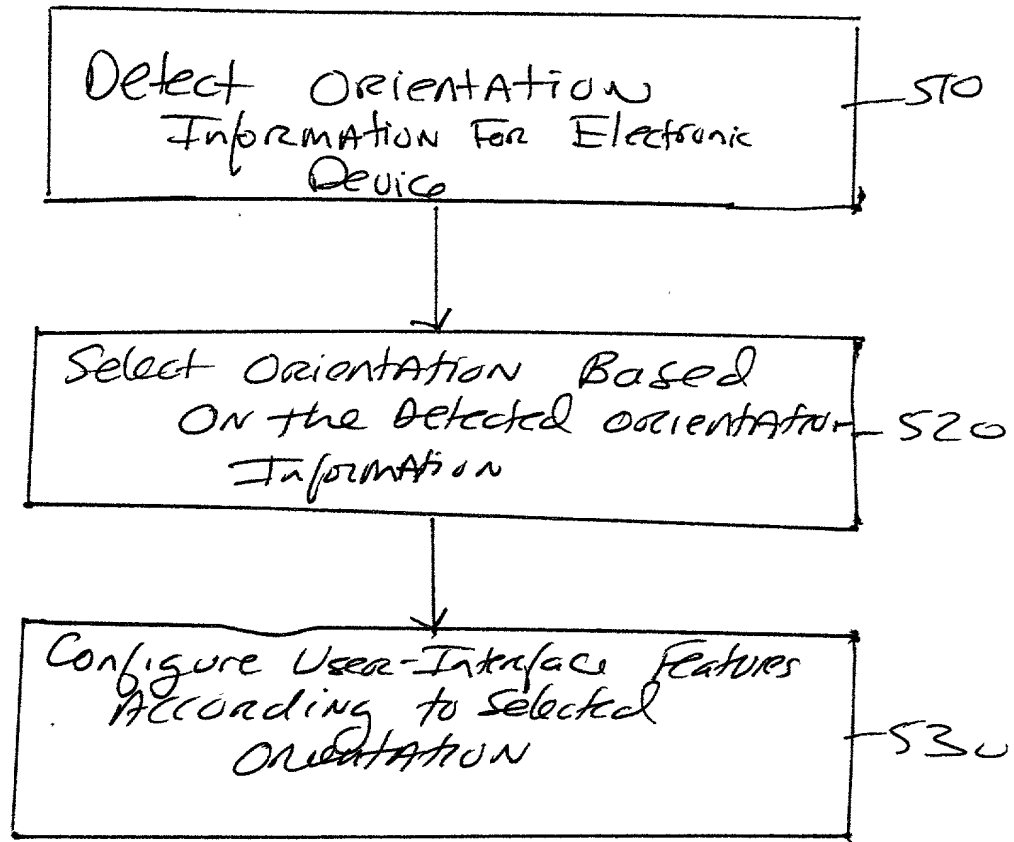 Detect Orientation
Information For Electronic
Device
510
Select Orientation Based
On the Detected Orientation
Information
520
Configure User-Interface Features
According to Selected
Orientation
530